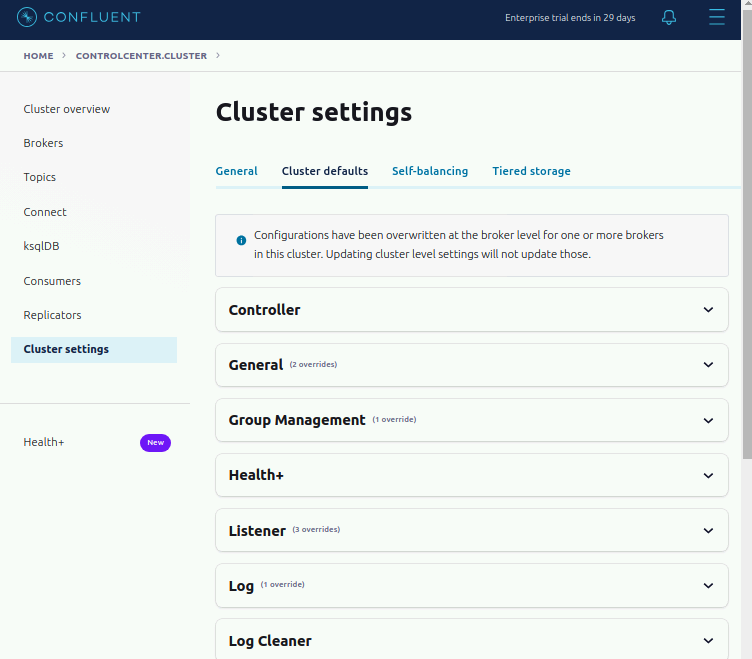 CONFLUENT
Enterprise trial ends in 29 days
HOME > CONTROLCENTER.CLUSTER >
Cluster overview
Brokers
Topics
Connect
ksqlDB
Consumers
Replicators
Cluster settings
Health+ New
Cluster settings
General Cluster defaults Self-balancing Tiered storage
Configurations have been overwritten at the broker level for one or more brokers
in this cluster. Updating cluster level settings will not update those.
Controller
General (2 overrides)
Group Management (1 override)
Health+
Listener (3 overrides)
Log (1 override)
Log Cleaner